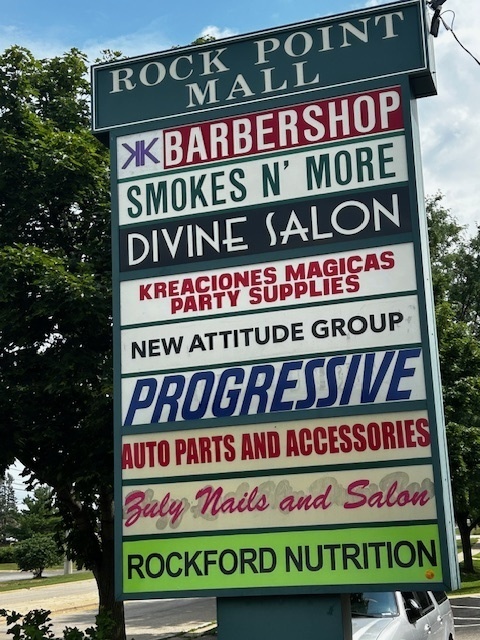 ROCK POINT
MALL
KK BARBERSHOP
SMOKES N' MORE
DIVINE SALON
KREACIONES MAGICAS
PARTY SUPPLIES
NEW ATTITUDE GROUP
PROGRESSIVE
AUTO PARTS AND ACCESSORIES
Zuly Nails and Salon
ROCKFORD NUTRITION